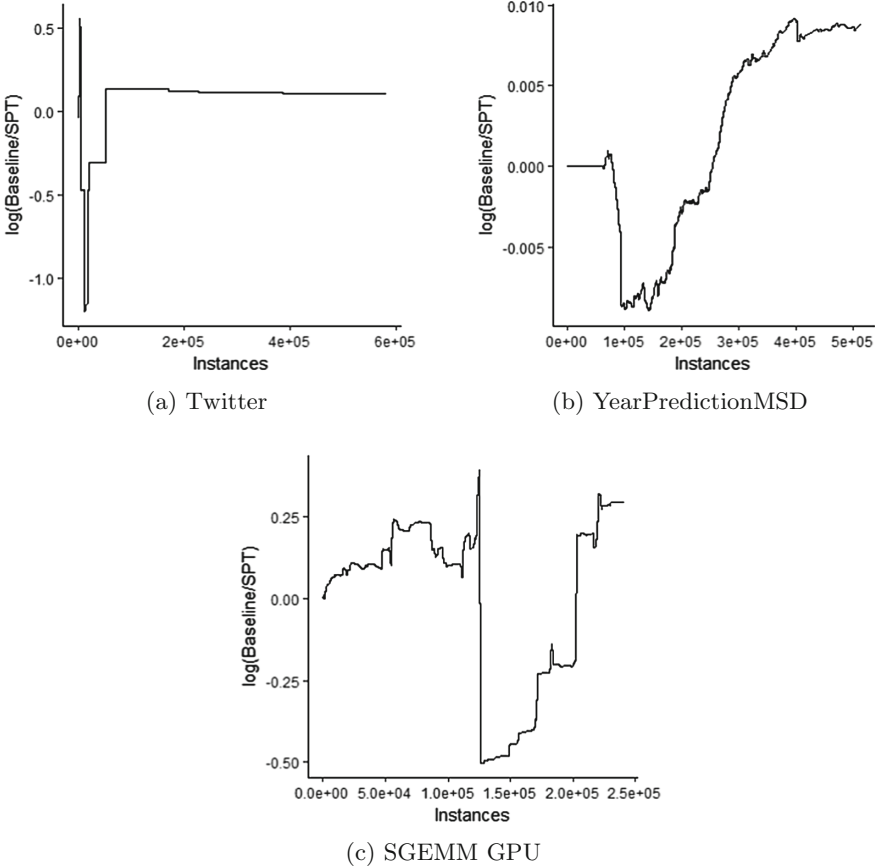 0.5
0.0
-0.5
-1.0
log(Baseline/SPT)
0e+00 2e+05 4e+05 6e+05
Instances
(a) Twitter
0.010
0.005
0.000
-0.005
log(Baseline/SPT)
0e+00 1e+05 2e+05 3e+05 4e+05 5e+05
Instances
(b) YearPredictionMSD
0.25
0.00
-0.25
-0.50
log(Baseline/SPT)
0.0e+00 5.0e+04 1.0e+05 1.5e+05 2.0e+05 2.5e+05
Instances
(c) SGEMM GPU